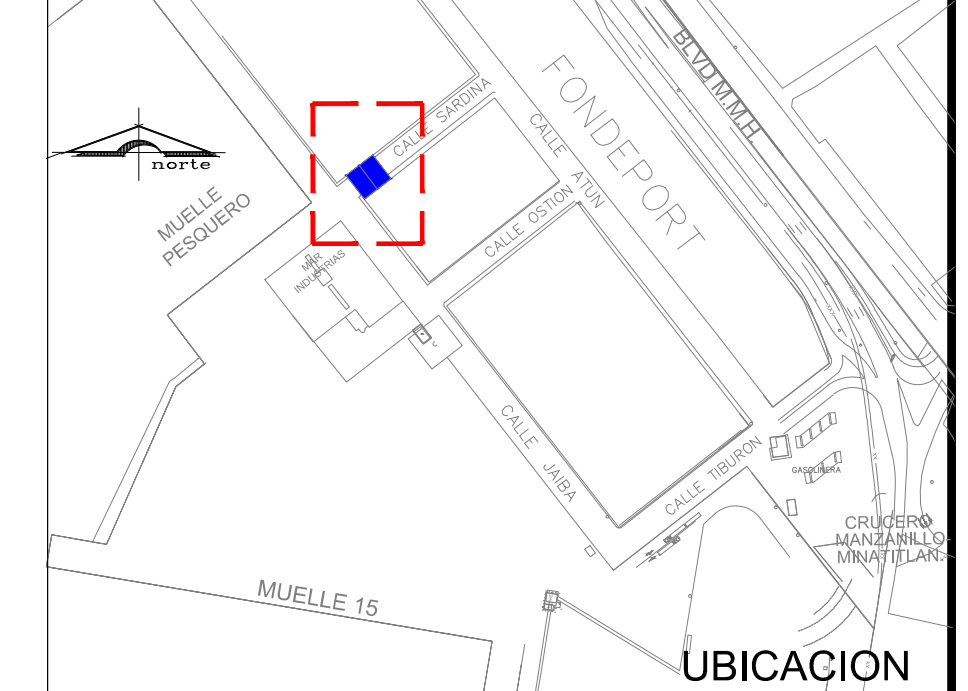 BLVD M.M.H.
FONDEPORT
CALLE SARDINA
CALLE ATUN
norte
MUELLE
PESQUERO
CALLE OSTION
MAR
INDUSTRIAS
CALLE JAIBA
CALLE TIBURON
GASOLINERA
CRUCERO
MANZANILLO-
MINATITLAN.
MUELLE 15
UBICACION